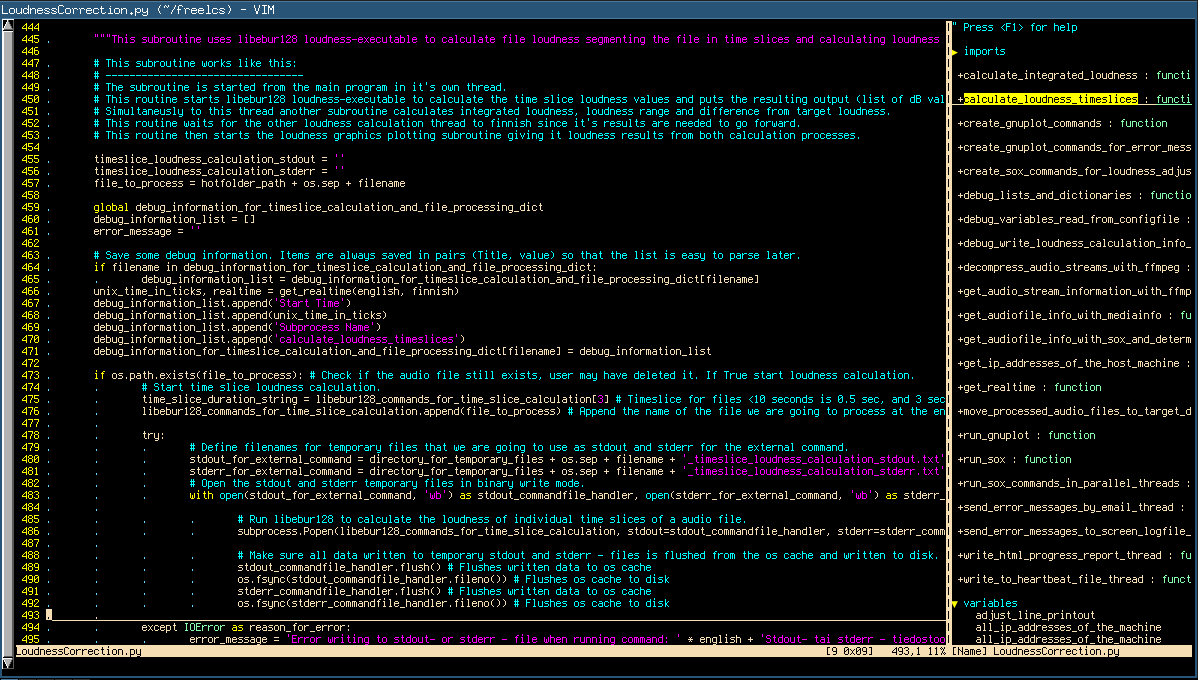 LoudnessCorrection.py (~/freelcs) - VIM
444
445 . """This subroutine uses libebur128 loudness-executable to calculate file loudness segmenting the file in time slices and calculating loudness
446
447 . # This subroutine works like this:
448 . # ---------------------------------
449 . # The subroutine is started from the main program in it's own thread.
450 . # This routine starts libebur128 loudness-executable to calculate the time slice loudness values and puts the resulting output (list of dB val
451 . # Simultaneusly to this thread another subroutine calculates integrated loudness, loudness range and difference from target loudness.
452 . # This routine waits for the other loudness calculation thread to finnish since it's results are needed to go forward.
453 . # This routine then starts the loudness graphics plotting subroutine giving it loudness results from both calculation processes.
454
455 . timeslice_loudness_calculation_stdout = ''
456 . timeslice_loudness_calculation_stderr = ''
457 . file_to_process = hotfolder_path + os.sep + filename
458
459 . global debug_information_for_timeslice_calculation_and_file_processing_dict
460 . debug_information_list = []
461 . error_message = ''
462
463 . # Save some debug information. Items are always saved in pairs (Title, value) so that the list is easy to parse later.
464 . if filename in debug_information_for_timeslice_calculation_and_file_processing_dict:
465 . . debug_information_list = debug_information_for_timeslice_calculation_and_file_processing_dict[filename]
466 . unix_time_in_ticks, realtime = get_realtime(english, finnish)
467 . debug_information_list.append('Start Time')
468 . debug_information_list.append(unix_time_in_ticks)
469 . debug_information_list.append('Subprocess Name')
470 . debug_information_list.append('calculate_loudness_timeslices')
471 . debug_information_for_timeslice_calculation_and_file_processing_dict[filename] = debug_information_list
472
473 . if os.path.exists(file_to_process): # Check if the audio file still exists, user may have deleted it. If True start loudness calculation.
474 . . # Start time slice loudness calculation.
475 . . time_slice_duration_string = libebur128_commands_for_time_slice_calculation[3] # Timeslice for files <10 seconds is 0.5 sec, and 3 sec
476 . . libebur128_commands_for_time_slice_calculation.append(file_to_process) # Append the name of the file we are going to process at the en
477
478 . . try:
479 . . . # Define filenames for temporary files that we are going to use as stdout and stderr for the external command.
480 . . . stdout_for_external_command = directory_for_temporary_files + os.sep + filename + '_timeslice_loudness_calculation_stdout.txt'
481 . . . stderr_for_external_command = directory_for_temporary_files + os.sep + filename + '_timeslice_loudness_calculation_stderr.txt'
482 . . . # Open the stdout and stderr temporary files in binary write mode.
483 . . . with open(stdout_for_external_command, 'wb') as stdout_commandfile_handler, open(stderr_for_external_command, 'wb') as stderr_
484
485 . . . . # Run libebur128 to calculate the loudness of individual time slices of a audio file.
486 . . . . subprocess.Popen(libebur128_commands_for_time_slice_calculation, stdout=stdout_commandfile_handler, stderr=stderr_comm
487
488 . . . . # Make sure all data written to temporary stdout and stderr - files is flushed from the os cache and written to disk.
489 . . . . stdout_commandfile_handler.flush() # Flushes written data to os cache
490 . . . . os.fsync(stdout_commandfile_handler.fileno()) # Flushes os cache to disk
491 . . . . stderr_commandfile_handler.flush() # Flushes written data to os cache
492 . . . . os.fsync(stderr_commandfile_handler.fileno()) # Flushes os cache to disk
493 .
494 . . except IOError as reason_for_error:
495 . . . error_message = 'Error writing to stdout- or stderr - file when running command: ' * english + 'Stdout- tai stderr - tiedostoo
LoudnessCorrection.py [9 0x09] 493,1 11%
" Press <F1> for help
imports
+calculate_integrated_loudness : functi
+calculate_loudness_timeslices : functi
+create_gnuplot_commands : function
+create_gnuplot_commands_for_error_mess
+create_sox_commands_for_loudness_adjus
+debug_lists_and_dictionaries : functio
+debug_variables_read_from_configfile :
+debug_write_loudness_calculation_info_
+decompress_audio_streams_with_ffmpeg :
+get_audio_stream_information_with_ffmp
+get_audiofile_info_with_mediainfo : fu
+get_audiofile_info_with_sox_and_determ
+get_ip_addresses_of_the_host_machine :
+get_realtime : function
+move_processed_audio_files_to_target_d
+run_gnuplot : function
+run_sox : function
+run_sox_commands_in_parallel_threads :
+send_error_messages_by_email_thread :
+send_error_messages_to_screen_logfile_
+write_html_progress_report_thread : fu
+write_to_heartbeat_file_thread : funct
variables
adjust_line_printout
all_ip_addresses_of_the_machine
all_ip_addresses_of_the_machine
[Name] LoudnessCorrection.py